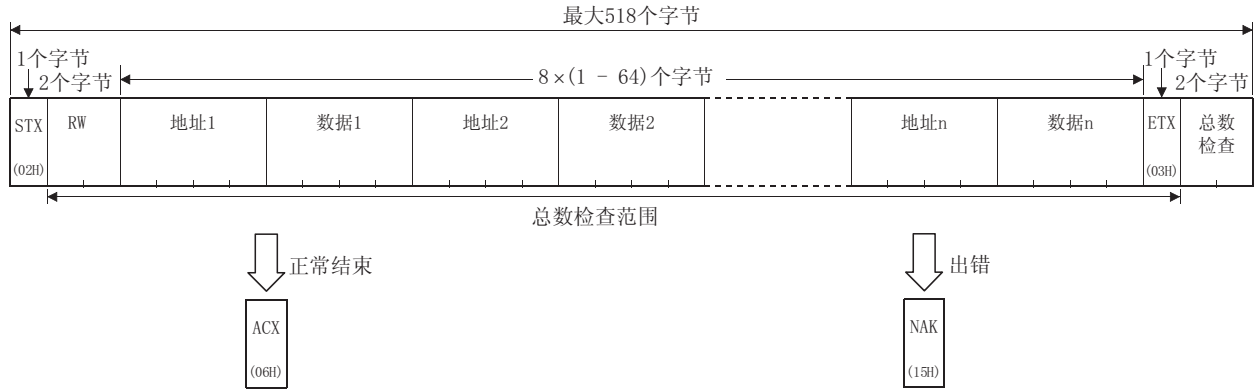 最大518个字节
1个字节
2个字节
8×(1 - 64)个字节
1个字节
2个字节
STX
(02H)
RW
地址1
数据1
地址2
数据2
地址n
数据n
ETX
(03H)
总数
检查
总数检查范围
正常结束
出错
ACX
(06H)
NAK
(15H)